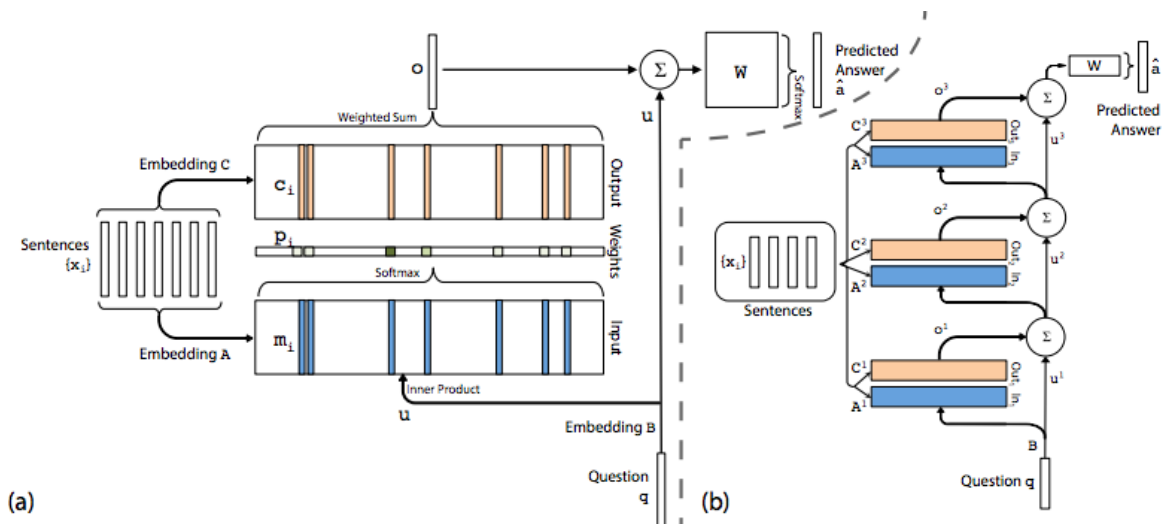 o
Σ
W
Softmax
Predicted
Answer
â
u
Weighted Sum
Embedding C
c_i
Output
Sentences
{x_i}
p_i
Weights
Softmax
m_i
Input
Embedding A
Inner Product
u
Embedding B
Question
q
(a)
W
â
Predicted
Answer
Σ
o³
C³
Out₃
A³
In₃
u³
Σ
o²
C²
Out₂
A²
In₂
u²
{x_i}
Sentences
Σ
o¹
C¹
Out₁
A¹
In₁
u¹
B
Question q
(b)